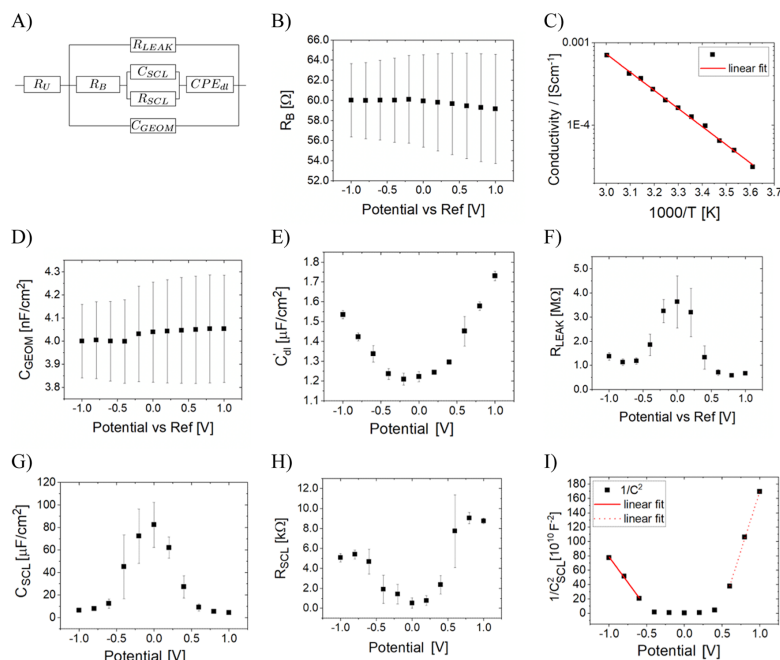 A)
R_LEAK
R_U
R_B
C_SCL
R_SCL
CPE_dl
C_GEOM
B)
R_B [Ω]
66.0
64.0
62.0
60.0
58.0
56.0
54.0
52.0
-1.0 -0.5 0.0 0.5 1.0
Potential vs Ref [V]
C)
Conductivity / [Scm⁻¹]
0.001
1E-4
linear fit
3.0 3.1 3.2 3.3 3.4 3.5 3.6 3.7
1000/T [K]
D)
C_GEOM [nF/cm²]
4.3
4.2
4.1
4.0
3.9
3.8
-1.0 -0.5 0.0 0.5 1.0
Potential vs Ref [V]
E)
C'_dl [µF/cm²]
1.8
1.7
1.6
1.5
1.4
1.3
1.2
1.1
-1.0 -0.5 0.0 0.5 1.0
Potential [V]
F)
R_LEAK [MΩ]
5.0
4.0
3.0
2.0
1.0
0.0
-1.0 -0.5 0.0 0.5 1.0
Potential vs Ref [V]
G)
C_SCL [µF/cm²]
120
100
80
60
40
20
0
-1.0 -0.5 0.0 0.5 1.0
Potential [V]
H)
R_SCL [kΩ]
12.0
10.0
8.0
6.0
4.0
2.0
0.0
-1.0 -0.5 0.0 0.5 1.0
Potential [V]
I)
1/C²_SCL [10¹⁰ F⁻²]
180
160
140
120
100
80
60
40
20
0
1/C²
linear fit
linear fit
-1.0 -0.5 0.0 0.5 1.0
Potential [V]